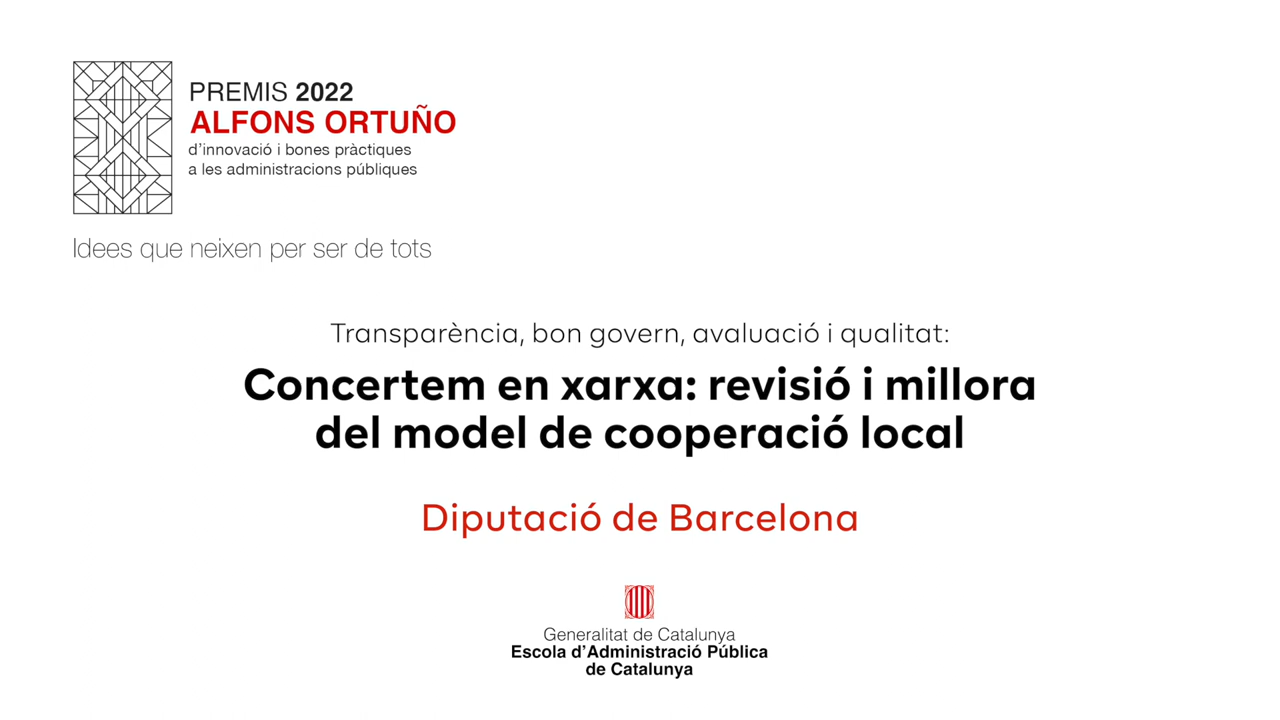 PREMIS 2022
ALFONS ORTUÑO
d'innovació i bones pràctiques
a les administracions públiques
Idees que neixen per ser de tots
Transparència, bon govern, avaluació i qualitat:
Concertem en xarxa: revisió i millora
del model de cooperació local
Diputació de Barcelona
Generalitat de Catalunya
Escola d'Administració Pública
de Catalunya